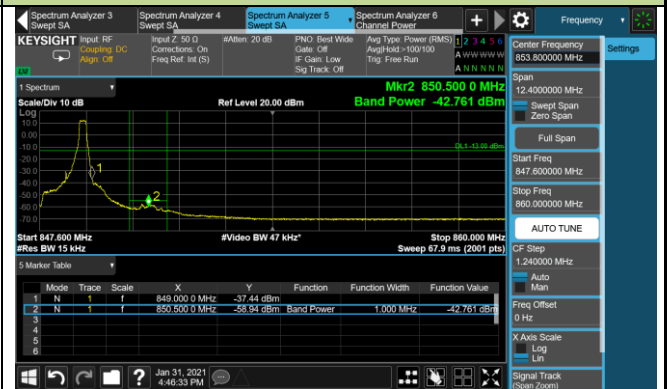 Spectrum Analyzer 3
Swept SA
Spectrum Analyzer 4
Swept SA
Spectrum Analyzer 5
Swept SA
Spectrum Analyzer 6
Channel Power
+
Frequency
KEYSIGHT
Input: RF
Coupling: DC
Align: Off
Input Z: 50 Ω
Corrections: On
Freq Ref: Int (S)
#Atten: 20 dB
PNO: Best Wide
Gate: Off
IF Gain: Low
Sig Track: Off
Avg Type: Power (RMS)
Avg|Hold:>100/100
Trig: Free Run
1 2 3 4 5 6
A W W W W W
A N N N N N
LXI
1 Spectrum
Scale/Div 10 dB
Ref Level 20.00 dBm
Mkr2 850.500 0 MHz
Band Power -42.761 dBm
Log
10.0
0.00
-10.0
-20.0
-30.0
-40.0
-50.0
-60.0
-70.0
DL1 -13.00 dBm
1
2
Start 847.600 MHz
#Video BW 47 kHz*
Stop 860.000 MHz
#Res BW 15 kHz
Sweep 67.9 ms (2001 pts)
5 Marker Table
Mode Trace Scale X Y Function Function Width Function Value
1 N 1 f 849.000 0 MHz -37.44 dBm
2 N 1 f 850.500 0 MHz -58.94 dBm Band Power 1.000 MHz -42.761 dBm
3
4
5
6
Jan 31, 2021
4:46:33 PM
?
Center Frequency
853.800000 MHz
Settings
Span
12.4000000 MHz
Swept Span
Zero Span
Full Span
Start Freq
847.600000 MHz
Stop Freq
860.000000 MHz
AUTO TUNE
CF Step
1.240000 MHz
Auto
Man
Freq Offset
0 Hz
X Axis Scale
Log
Lin
Signal Track
(Span Zoom)